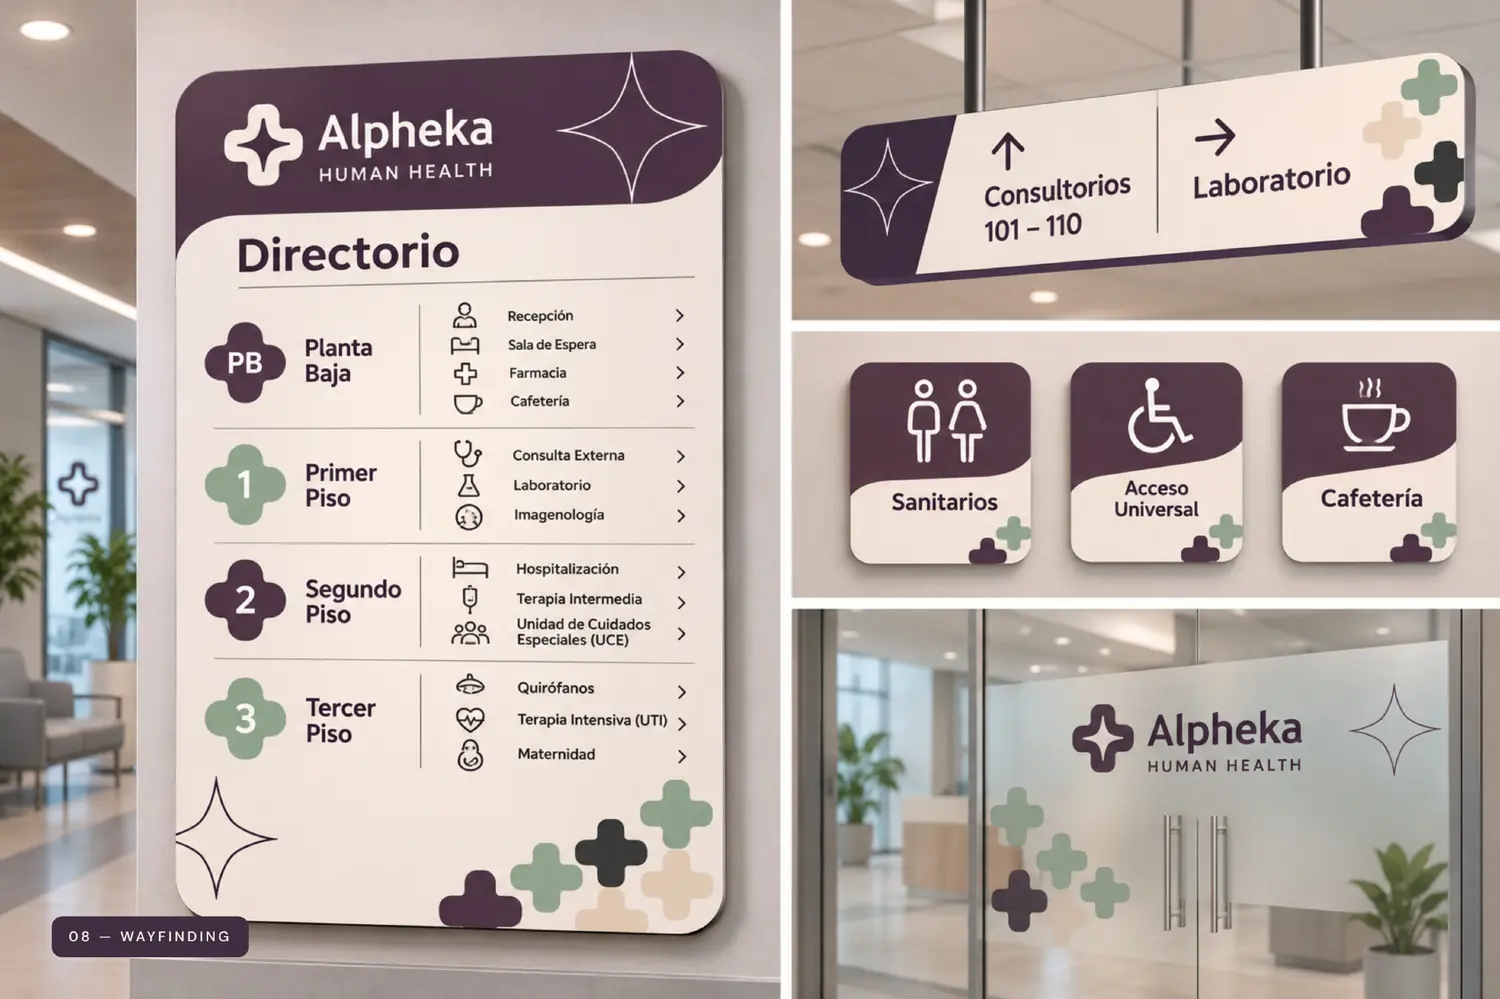 Alpheka
HUMAN HEALTH
Directorio
PB
Planta
Baja
Recepción
Sala de Espera
Farmacia
Cafetería
1
Primer
Piso
Consulta Externa
Laboratorio
Imagenología
2
Segundo
Piso
Hospitalización
Terapia Intermedia
Unidad de Cuidados
Especiales (UCE)
3
Tercer
Piso
Quirófanos
Terapia Intensiva (UTI)
Maternidad
08 — WAYFINDING
Consultorios
101 – 110
Laboratorio
Sanitarios
Acceso
Universal
Cafetería
Alpheka
HUMAN HEALTH